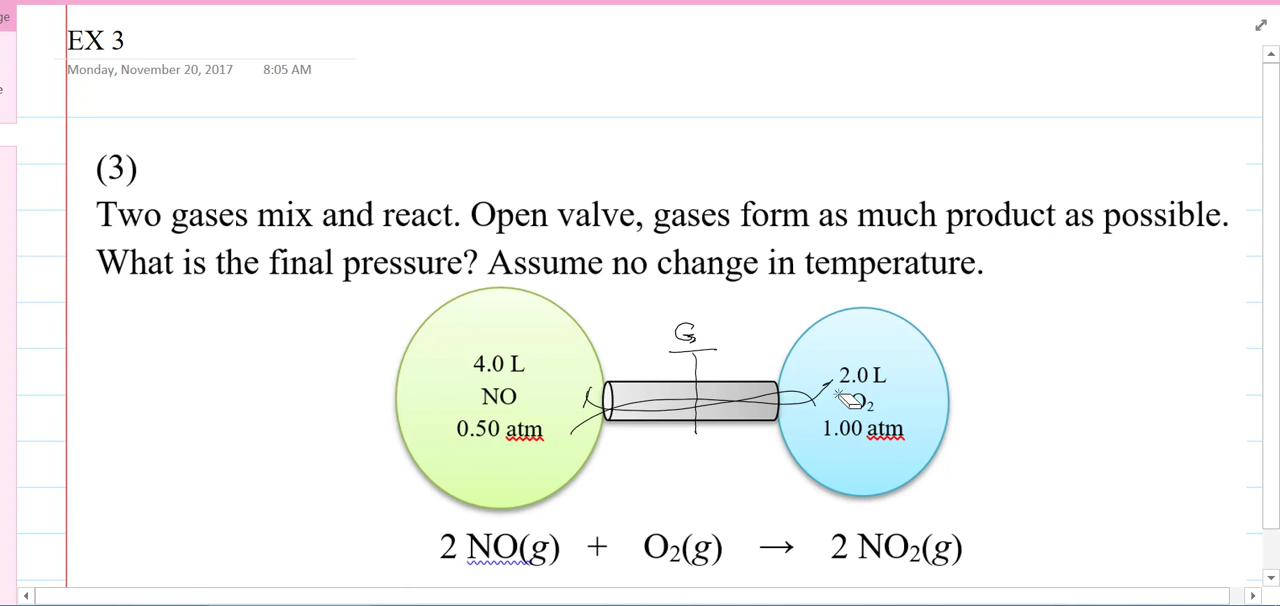 ge
EX 3
Monday, November 20, 2017 8:05 AM
e
(3)
Two gases mix and react. Open valve, gases form as much product as possible.
What is the final pressure? Assume no change in temperature.
4.0 L
NO
0.50 atm
2.0 L
O₂
1.00 atm
2 NO(g) + O₂(g) → 2 NO₂(g)